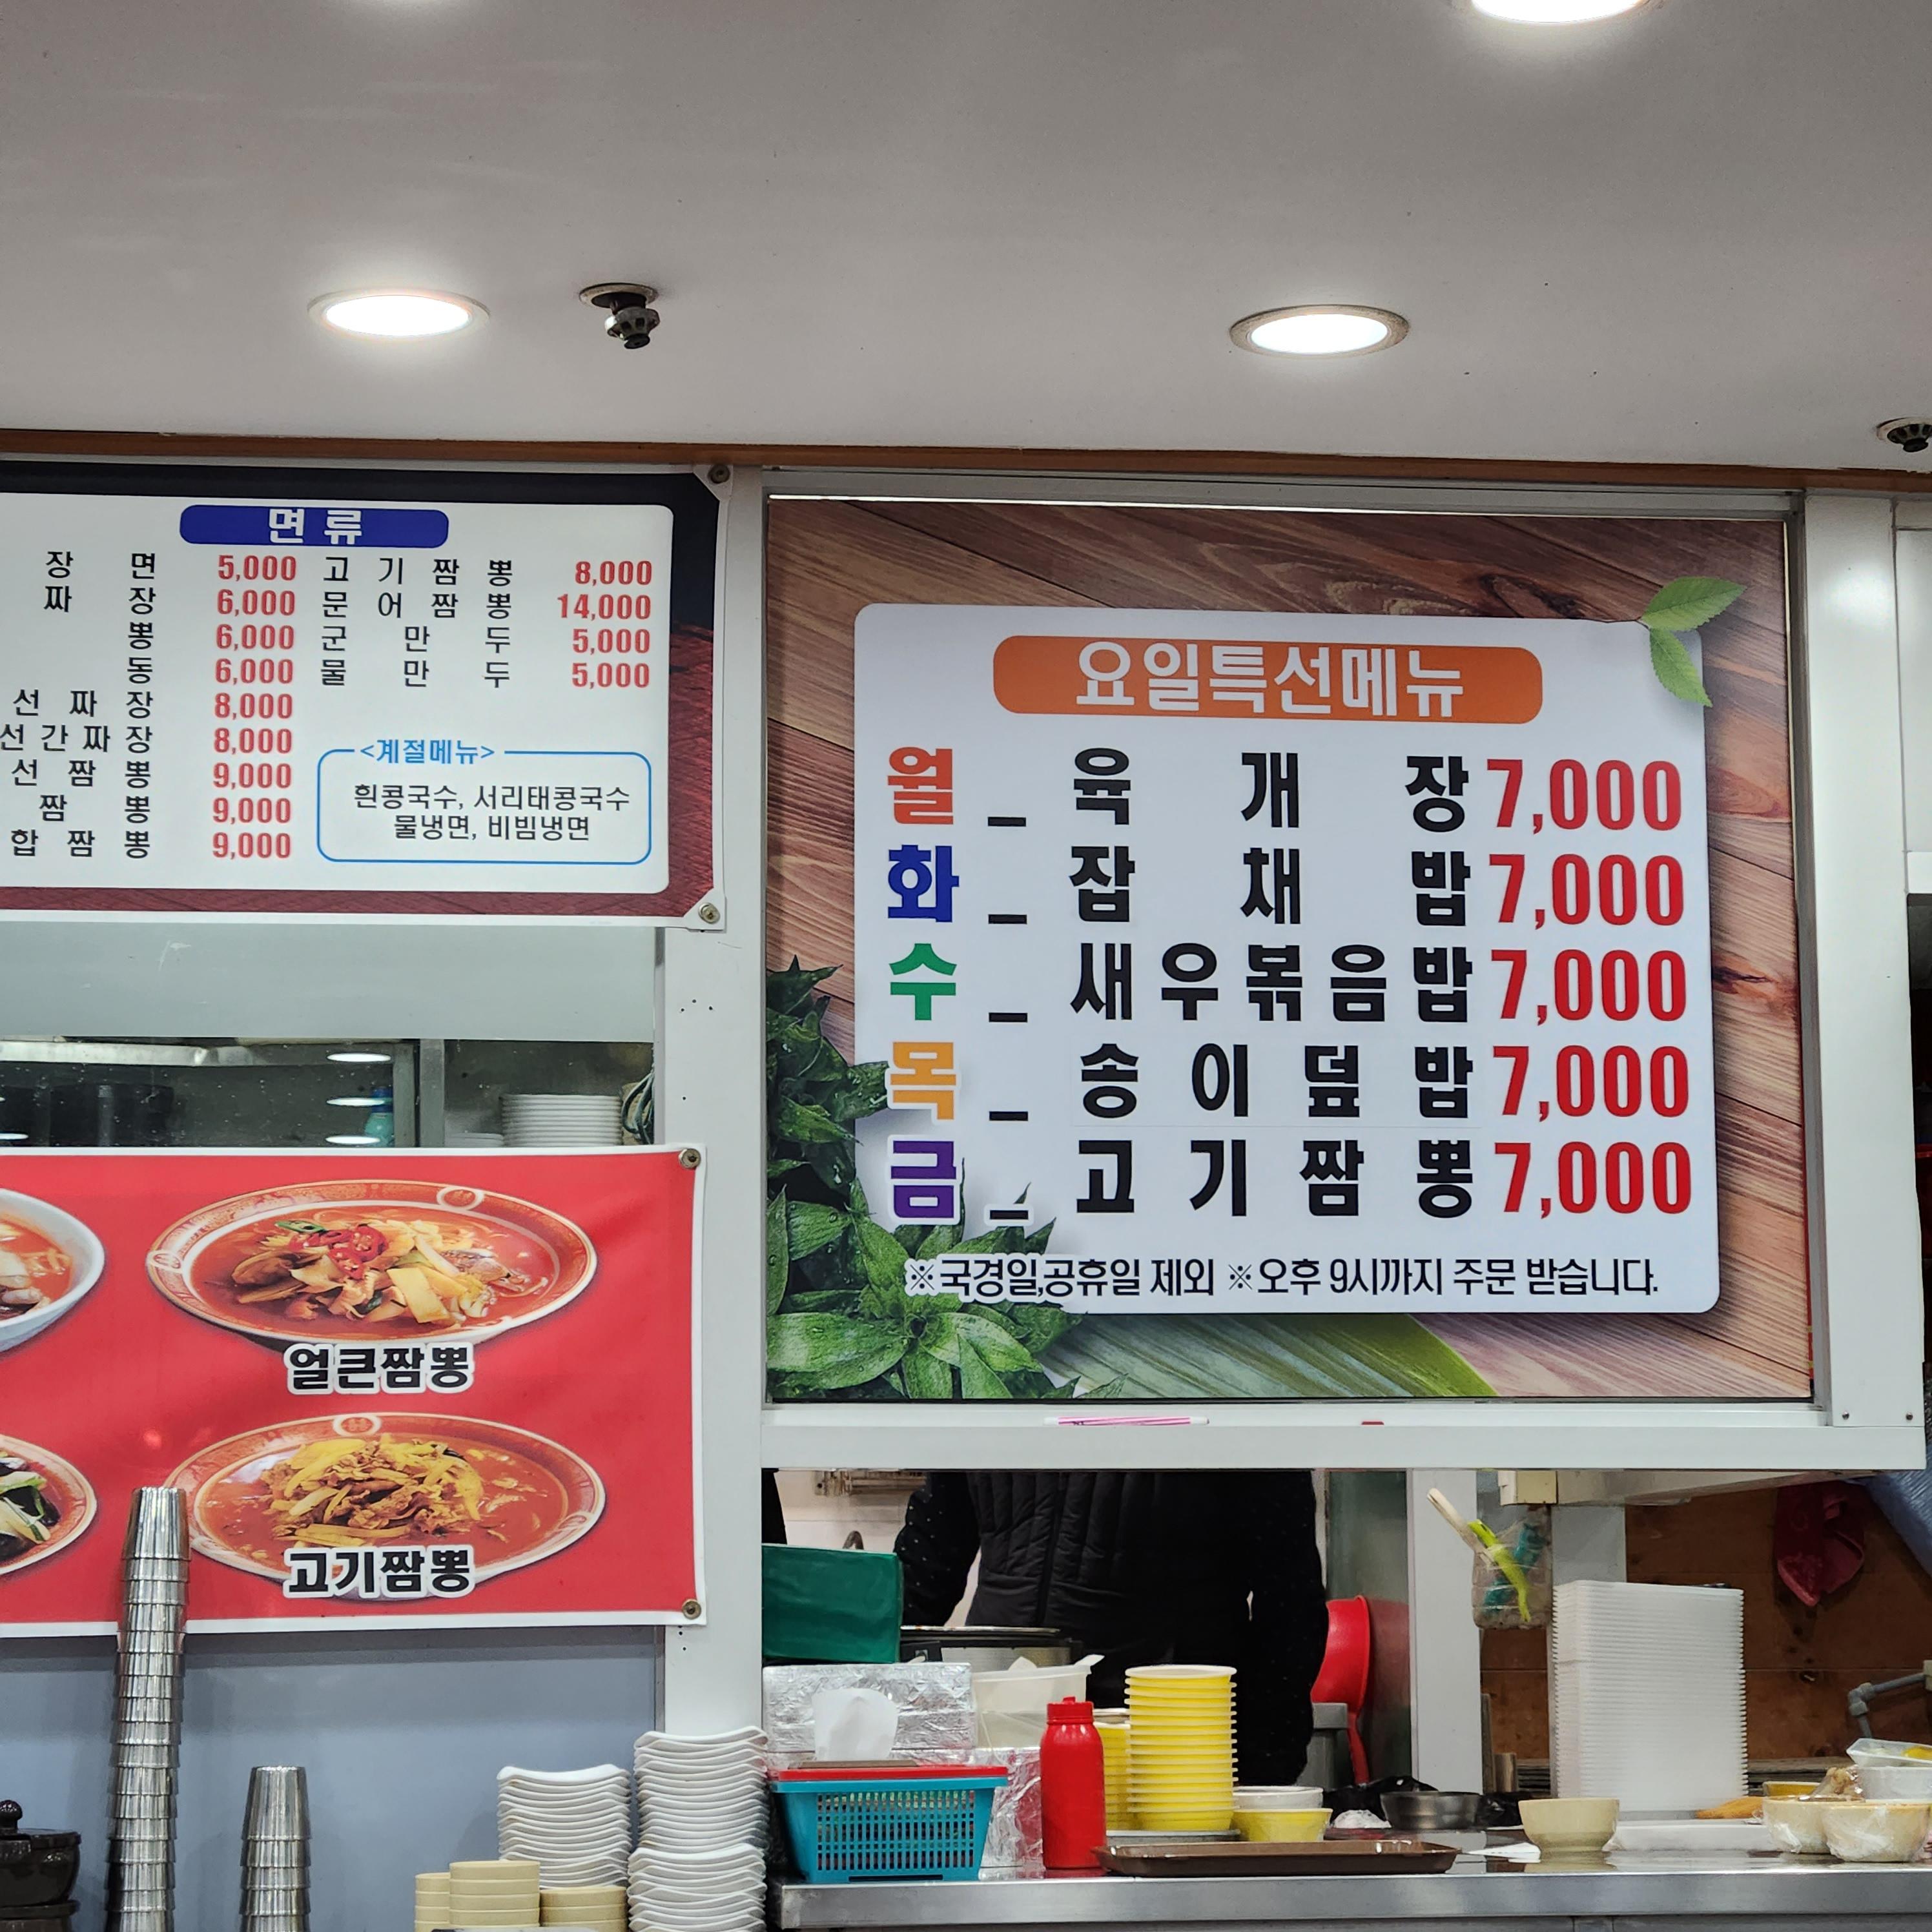 면류
장 면 5,000 고기짬뽕 8,000
짜 장 6,000 문어짬뽕 14,000
뽕 6,000 군만두 5,000
동 6,000 물만두 5,000
선짜장 8,000
선간짜장 8,000
선짬뽕 9,000
짬뽕 9,000
합짬뽕 9,000
<계절메뉴>
흰콩국수, 서리태콩국수
물냉면, 비빔냉면
얼큰짬뽕
고기짬뽕
요일특선메뉴
월 _ 육개장 7,000
화 _ 잡채밥 7,000
수 _ 새우볶음밥 7,000
목 _ 송이덮밥 7,000
금 _ 고기짬뽕 7,000
※국경일,공휴일 제외 ※오후 9시까지 주문 받습니다.